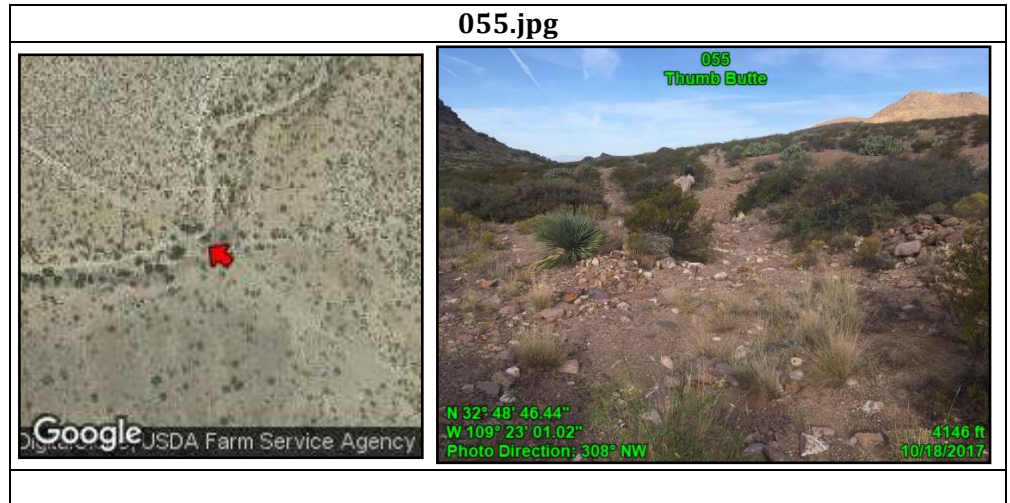 055.jpg
055
Thumb Butte
Google USDA Farm Service Agency
N 32° 48' 46.44"
W 109° 23' 01.02"
Photo Direction: 308° NW
4146 ft
10/18/2017